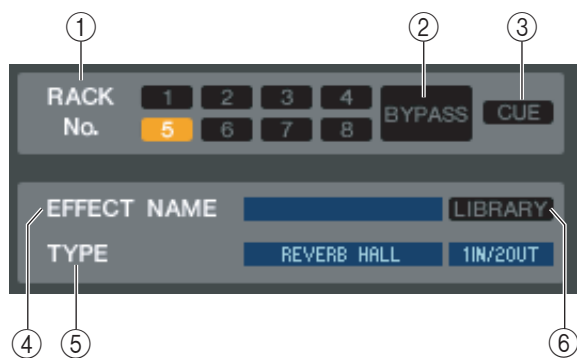 ① ② ③
RACK No. 1 2 3 4 BYPASS CUE
5 6 7 8
④ EFFECT NAME LIBRARY
TYPE REVERB HALL 1IN/2OUT
⑤ ⑥